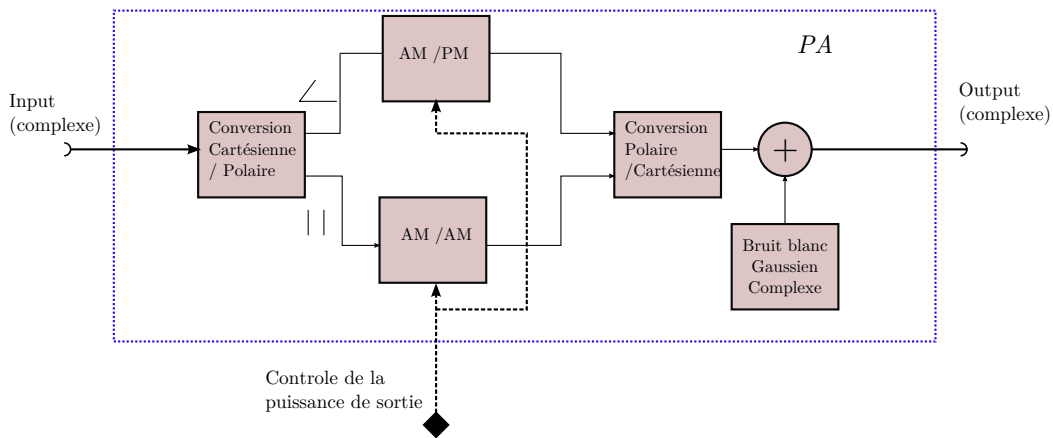 PA
AM /PM
Input
(complexe)
Output
(complexe)
∠
Conversion
Cartésienne
/ Polaire
Conversion
Polaire
/Cartésienne
+
| |
AM /AM
Bruit blanc
Gaussien
Complexe
Controle de la
puissance de sortie